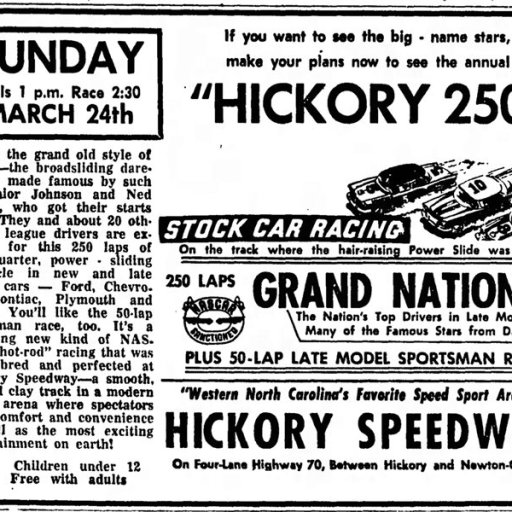 UNDAY
ls 1 p.m. Race 2:30
MARCH 24th
the grand old style of
—the broadsliding dare-
made famous by such
nior Johnson and Ned
, who got their starts
They and about 20 oth-
league drivers are ex-
for this 250 laps of
uarter, power - sliding
cle in new and late
cars — Ford, Chevro-
ontiac, Plymouth and
You'll like the 50-lap
man race, too. It's a
ng new kind of NAS-
hot-rod" racing that was
bred and perfected at
y Speedway—a smooth,
d clay track in a modern
arena where spectators
omfort and convenience
l as the most exciting
ainment on earth!
Children under 12
Free with adults
If you want to see the big - name stars,
make your plans now to see the annual
"HICKORY 250
10
STOCK CAR RACING
On the track where the hair-raising Power Slide was
250 LAPS
NASCAR
SANCTIONED
GRAND NATION
The Nation's Top Drivers in Late Mo
Many of the Famous Stars from D
PLUS 50-LAP LATE MODEL SPORTSMAN R
"Western North Carolina's Favorite Speed Sport Are
HICKORY SPEEDW
On Four-Lane Highway 70, Between Hickory and Newton-C